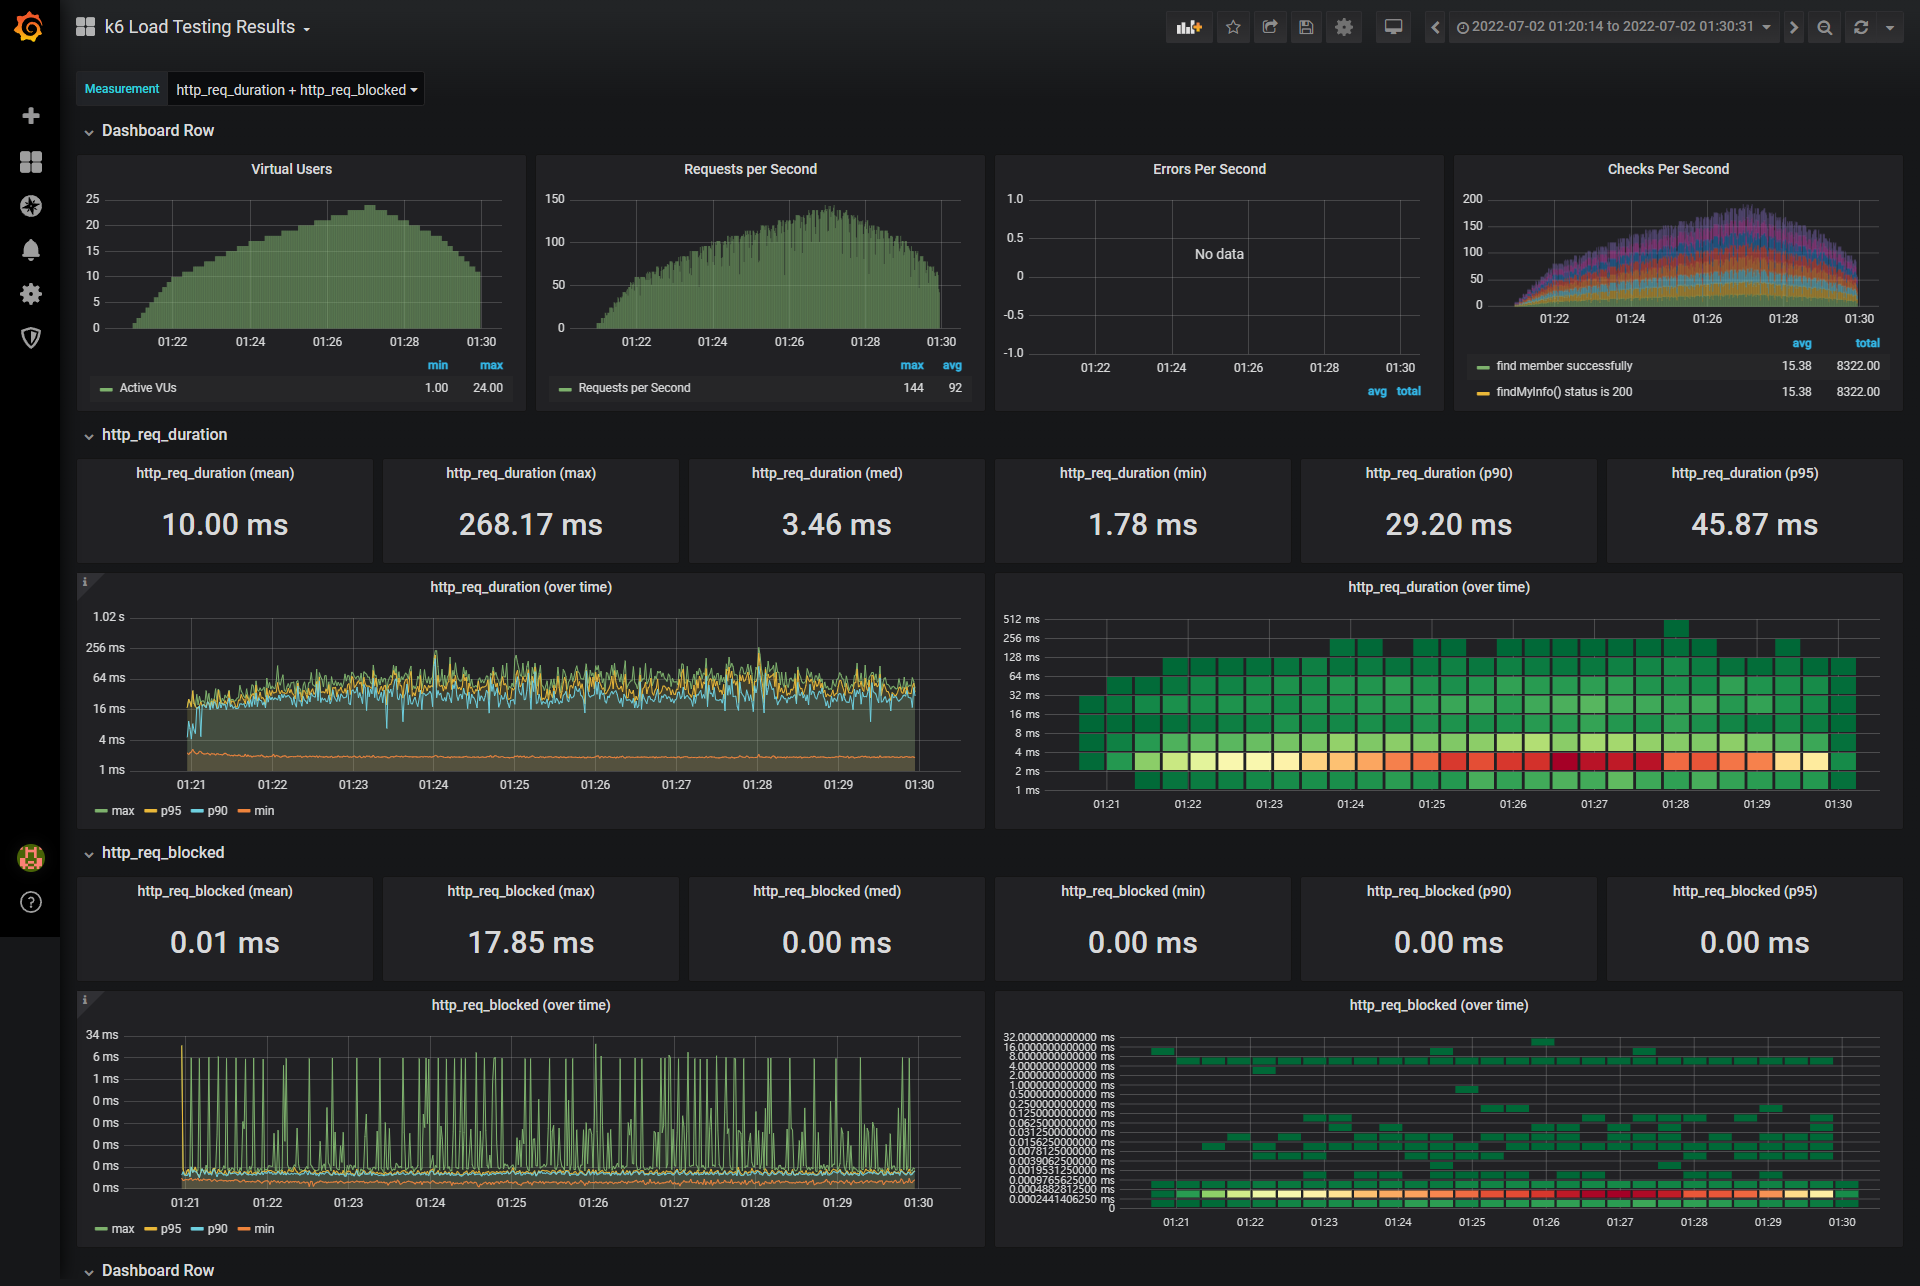 k6 Load Testing Results
2022-07-02 01:20:14 to 2022-07-02 01:30:31
Measurement http_req_duration + http_req_blocked
Dashboard Row
Virtual Users
25
20
15
10
5
0
01:22 01:24 01:26 01:28 01:30
min max
Active VUs 1.00 24.00
Requests per Second
150
100
50
0
01:22 01:24 01:26 01:28 01:30
max avg
Requests per Second 144 92
Errors Per Second
1.0
0.5
0
-0.5
-1.0
No data
01:22 01:24 01:26 01:28 01:30
avg total
Checks Per Second
200
150
100
50
0
01:22 01:24 01:26 01:28 01:30
avg total
find member successfully 15.38 8322.00
findMyInfo() status is 200 15.38 8322.00
http_req_duration
http_req_duration (mean)
10.00 ms
http_req_duration (max)
268.17 ms
http_req_duration (med)
3.46 ms
http_req_duration (min)
1.78 ms
http_req_duration (p90)
29.20 ms
http_req_duration (p95)
45.87 ms
i
http_req_duration (over time)
1.02 s
256 ms
64 ms
16 ms
4 ms
1 ms
01:21 01:22 01:23 01:24 01:25 01:26 01:27 01:28 01:29 01:30
max p95 p90 min
http_req_duration (over time)
512 ms
256 ms
128 ms
64 ms
32 ms
16 ms
8 ms
4 ms
2 ms
1 ms
01:21 01:22 01:23 01:24 01:25 01:26 01:27 01:28 01:29 01:30
http_req_blocked
http_req_blocked (mean)
0.01 ms
http_req_blocked (max)
17.85 ms
http_req_blocked (med)
0.00 ms
http_req_blocked (min)
0.00 ms
http_req_blocked (p90)
0.00 ms
http_req_blocked (p95)
0.00 ms
i
http_req_blocked (over time)
34 ms
6 ms
1 ms
0 ms
0 ms
0 ms
0 ms
0 ms
01:21 01:22 01:23 01:24 01:25 01:26 01:27 01:28 01:29 01:30
max p95 p90 min
http_req_blocked (over time)
32.0000000000000 ms
16.0000000000000 ms
8.0000000000000 ms
4.0000000000000 ms
2.0000000000000 ms
1.0000000000000 ms
0.5000000000000 ms
0.2500000000000 ms
0.1250000000000 ms
0.0625000000000 ms
0.0312500000000 ms
0.0156250000000 ms
0.0078125000000 ms
0.0039062500000 ms
0.0019531250000 ms
0.0009765625000 ms
0.0004882812500 ms
0.0002441406250 ms
0
01:21 01:22 01:23 01:24 01:25 01:26 01:27 01:28 01:29 01:30
Dashboard Row